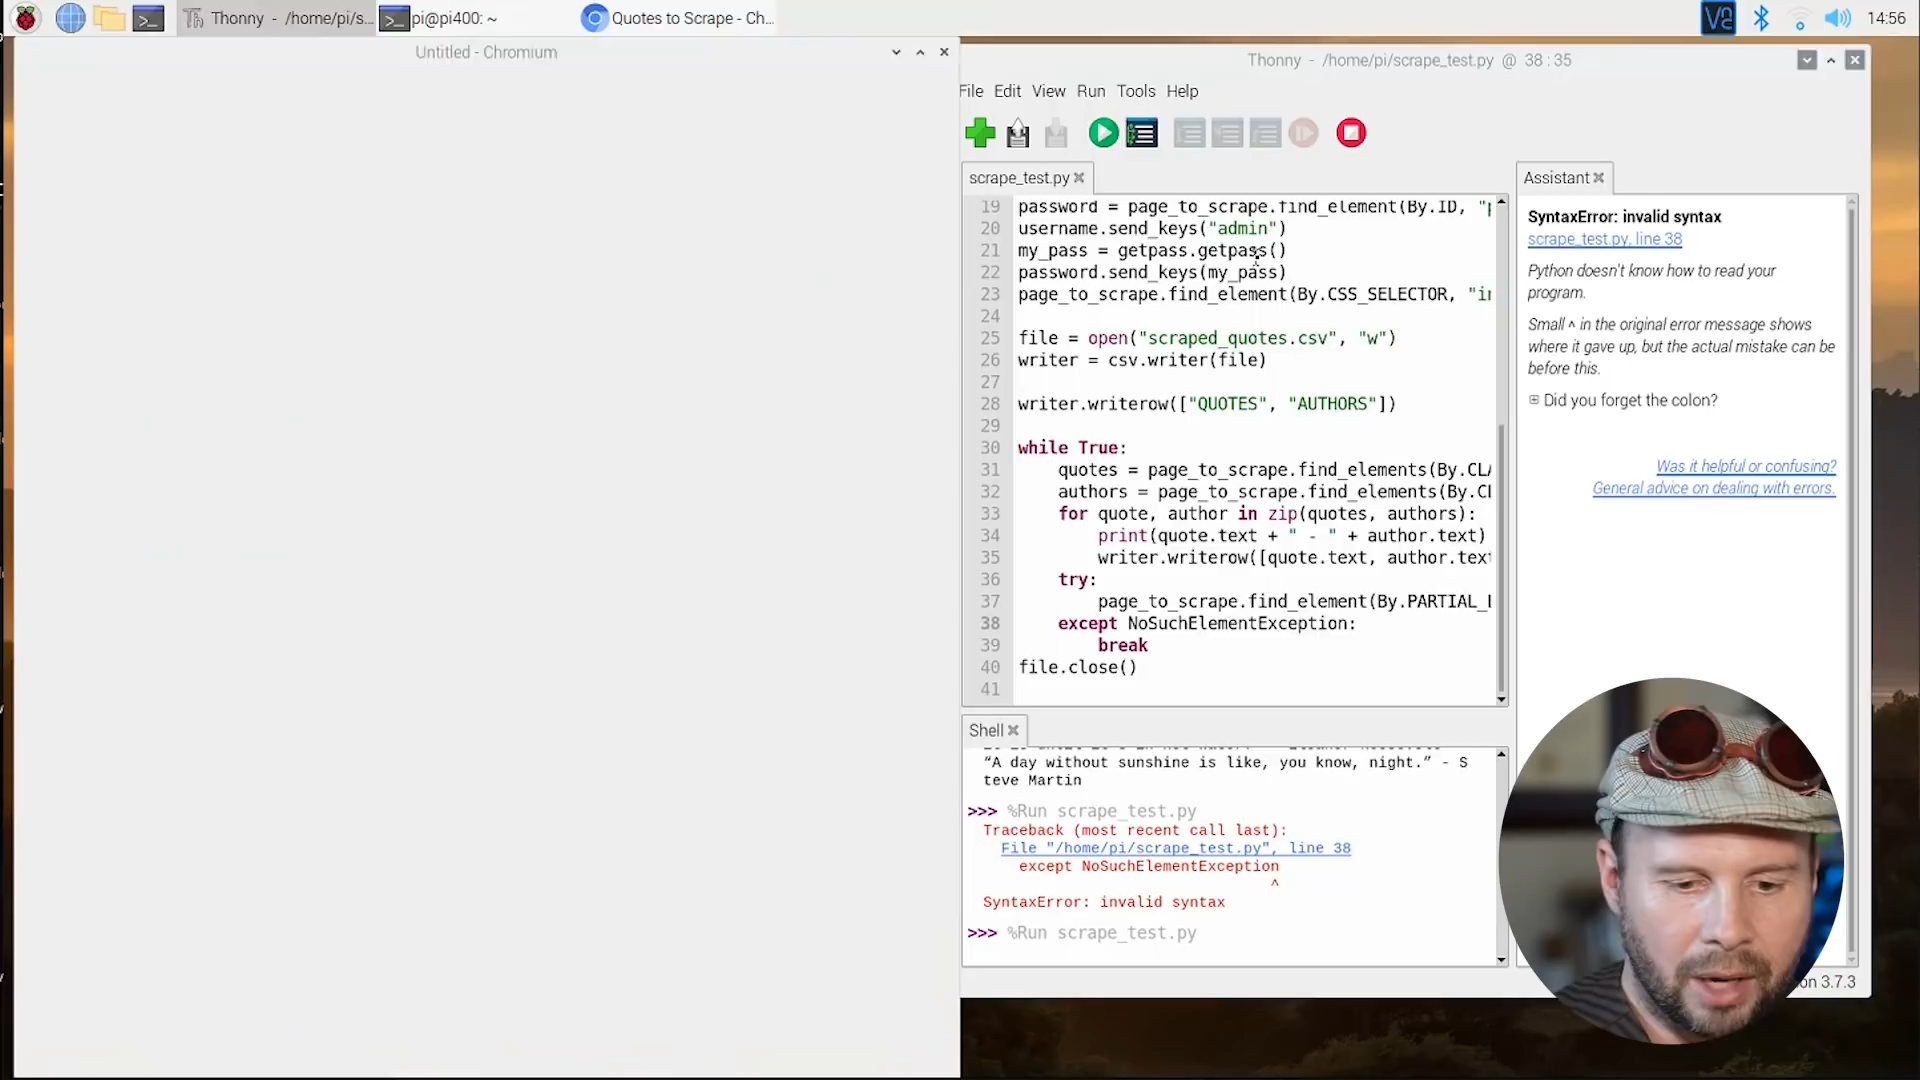 Thonny - /home/pi/s...
pi@pi400: ~
Quotes to Scrape - Ch...
V2
14:56
Untitled - Chromium
Thonny - /home/pi/scrape_test.py @ 38 : 35
File Edit View Run Tools Help
scrape_test.py
Assistant
19 password = page_to_scrape.find_element(By.ID, "p
20 username.send_keys("admin")
21 my_pass = getpass.getpass()
22 password.send_keys(my_pass)
23 page_to_scrape.find_element(By.CSS_SELECTOR, "in
24
25 file = open("scraped_quotes.csv", "w")
26 writer = csv.writer(file)
27
28 writer.writerow(["QUOTES", "AUTHORS"])
29
30 while True:
31 quotes = page_to_scrape.find_elements(By.CLA
32 authors = page_to_scrape.find_elements(By.Cl
33 for quote, author in zip(quotes, authors):
34 print(quote.text + " - " + author.text)
35 writer.writerow([quote.text, author.text
36 try:
37 page_to_scrape.find_element(By.PARTIAL_L
38 except NoSuchElementException:
39 break
40 file.close()
41
SyntaxError: invalid syntax
scrape_test.py, line 38
Python doesn't know how to read your
program.
Small ^ in the original error message shows
where it gave up, but the actual mistake can be
before this.
Did you forget the colon?
Was it helpful or confusing?
General advice on dealing with errors.
Shell
“A day without sunshine is like, you know, night.” - S
teve Martin
>>> %Run scrape_test.py
Traceback (most recent call last):
File "/home/pi/scrape_test.py", line 38
except NoSuchElementException
^
SyntaxError: invalid syntax
>>> %Run scrape_test.py
on 3.7.3